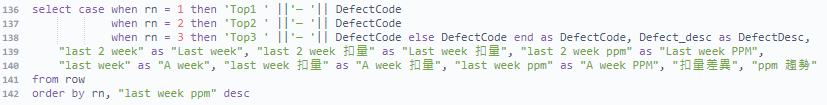 136 select case when rn = 1 then 'Top1 ' ||'— '|| DefectCode
137 when rn = 2 then 'Top2 ' ||'— '|| DefectCode
138 when rn = 3 then 'Top3 ' ||'— '|| DefectCode else DefectCode end as DefectCode, Defect_desc as DefectDesc,
139 "last 2 week" as "Last week", "last 2 week 扣量" as "Last week 扣量", "last 2 week ppm" as "Last week PPM",
140 "last week" as "A week", "last week 扣量" as "A week 扣量", "last week ppm" as "A week PPM", "扣量差異", "ppm 趨勢"
141 from row
142 order by rn, "last week ppm" desc